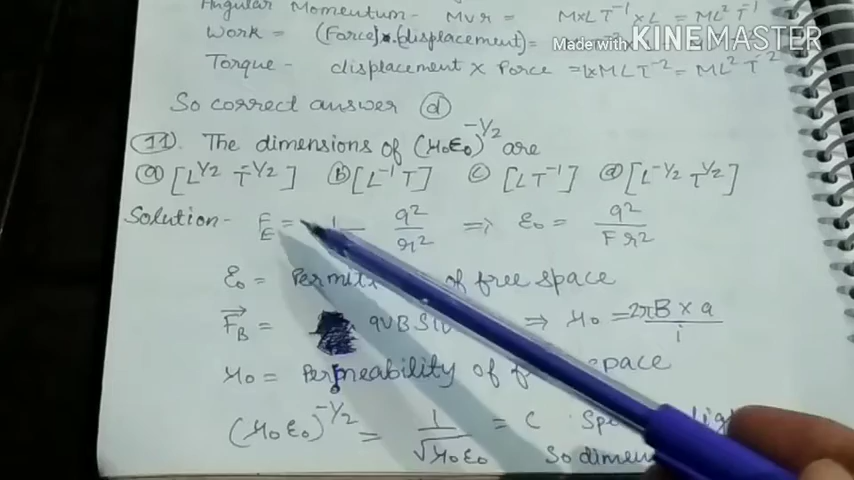 Angular Momentum - Mvr = M×LT⁻¹×L = ML²T⁻¹
Work = (Force)×(displacement) =
Made with KINEMASTER
Torque - displacement × Force = L×MLT⁻² = ML²T⁻²
So correct answer (d)
(11). The dimensions of (μ₀ε₀)^(-1/2) are
(a) [L^(1/2) T^(-1/2)] (b) [L⁻¹T] (c) [LT⁻¹] (d) [L^(-1/2) T^(1/2)]
Solution - F_E = 1 q²/r² ⇒ ε₀ = q²/Fr²
ε₀ = of free space
F⃗_B = qVB ⇒ μ₀ = 2πB×a/i
μ₀ = Permeability of space
(μ₀ε₀)^(-1/2) = 1/√μ₀ε₀ = C
So